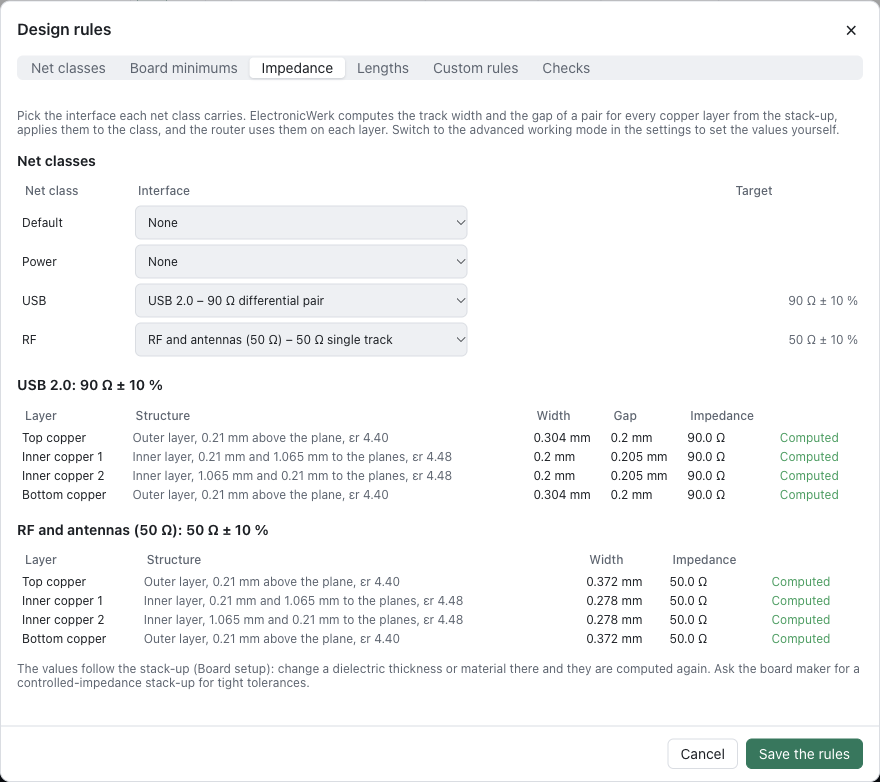 Design rules
Net classes Board minimums Impedance Lengths Custom rules Checks
Pick the interface each net class carries. ElectronicWerk computes the track width and the gap of a pair for every copper layer from the stack-up,
applies them to the class, and the router uses them on each layer. Switch to the advanced working mode in the settings to set the values yourself.
Net classes
Net class Interface Target
Default None
Power None
USB USB 2.0 – 90 Ω differential pair 90 Ω ± 10 %
RF RF and antennas (50 Ω) – 50 Ω single track 50 Ω ± 10 %
USB 2.0: 90 Ω ± 10 %
Layer Structure Width Gap Impedance
Top copper Outer layer, 0.21 mm above the plane, εr 4.40 0.304 mm 0.2 mm 90.0 Ω Computed
Inner copper 1 Inner layer, 0.21 mm and 1.065 mm to the planes, εr 4.48 0.2 mm 0.205 mm 90.0 Ω Computed
Inner copper 2 Inner layer, 1.065 mm and 0.21 mm to the planes, εr 4.48 0.2 mm 0.205 mm 90.0 Ω Computed
Bottom copper Outer layer, 0.21 mm above the plane, εr 4.40 0.304 mm 0.2 mm 90.0 Ω Computed
RF and antennas (50 Ω): 50 Ω ± 10 %
Layer Structure Width Impedance
Top copper Outer layer, 0.21 mm above the plane, εr 4.40 0.372 mm 50.0 Ω Computed
Inner copper 1 Inner layer, 0.21 mm and 1.065 mm to the planes, εr 4.48 0.278 mm 50.0 Ω Computed
Inner copper 2 Inner layer, 1.065 mm and 0.21 mm to the planes, εr 4.48 0.278 mm 50.0 Ω Computed
Bottom copper Outer layer, 0.21 mm above the plane, εr 4.40 0.372 mm 50.0 Ω Computed
The values follow the stack-up (Board setup): change a dielectric thickness or material there and they are computed again. Ask the board maker for a
controlled-impedance stack-up for tight tolerances.
Cancel Save the rules